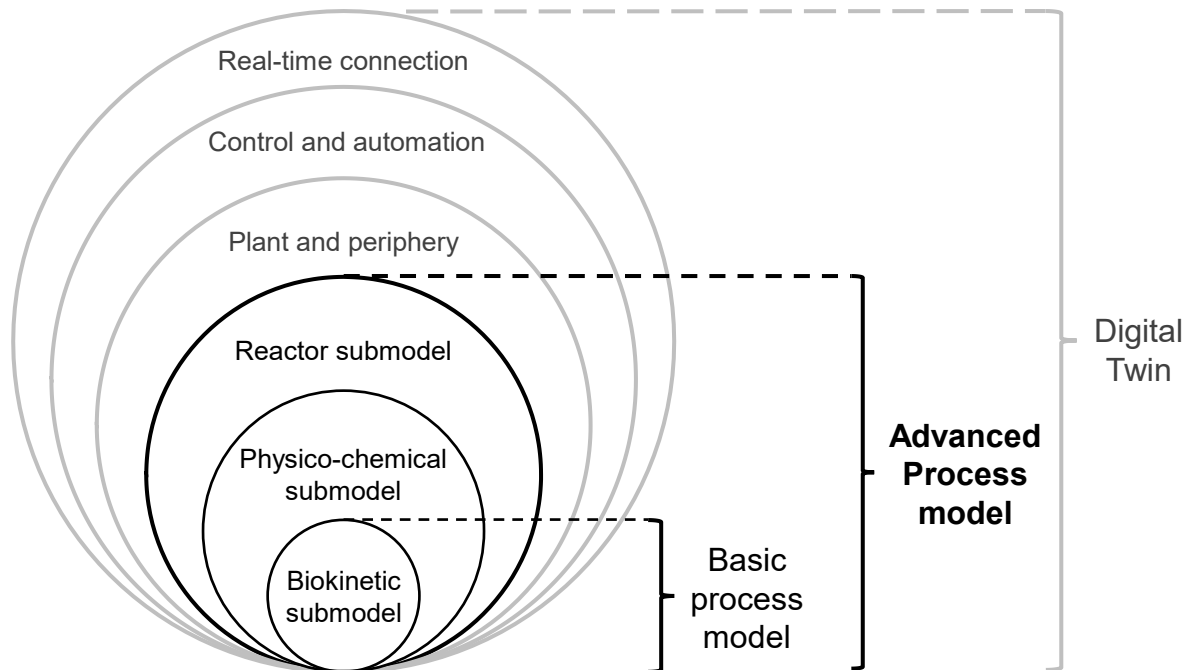 Real-time connection
Control and automation
Plant and periphery
Reactor submodel
Physico-chemical
submodel
Biokinetic
submodel
Basic
process
model
Advanced
Process
model
Digital
Twin